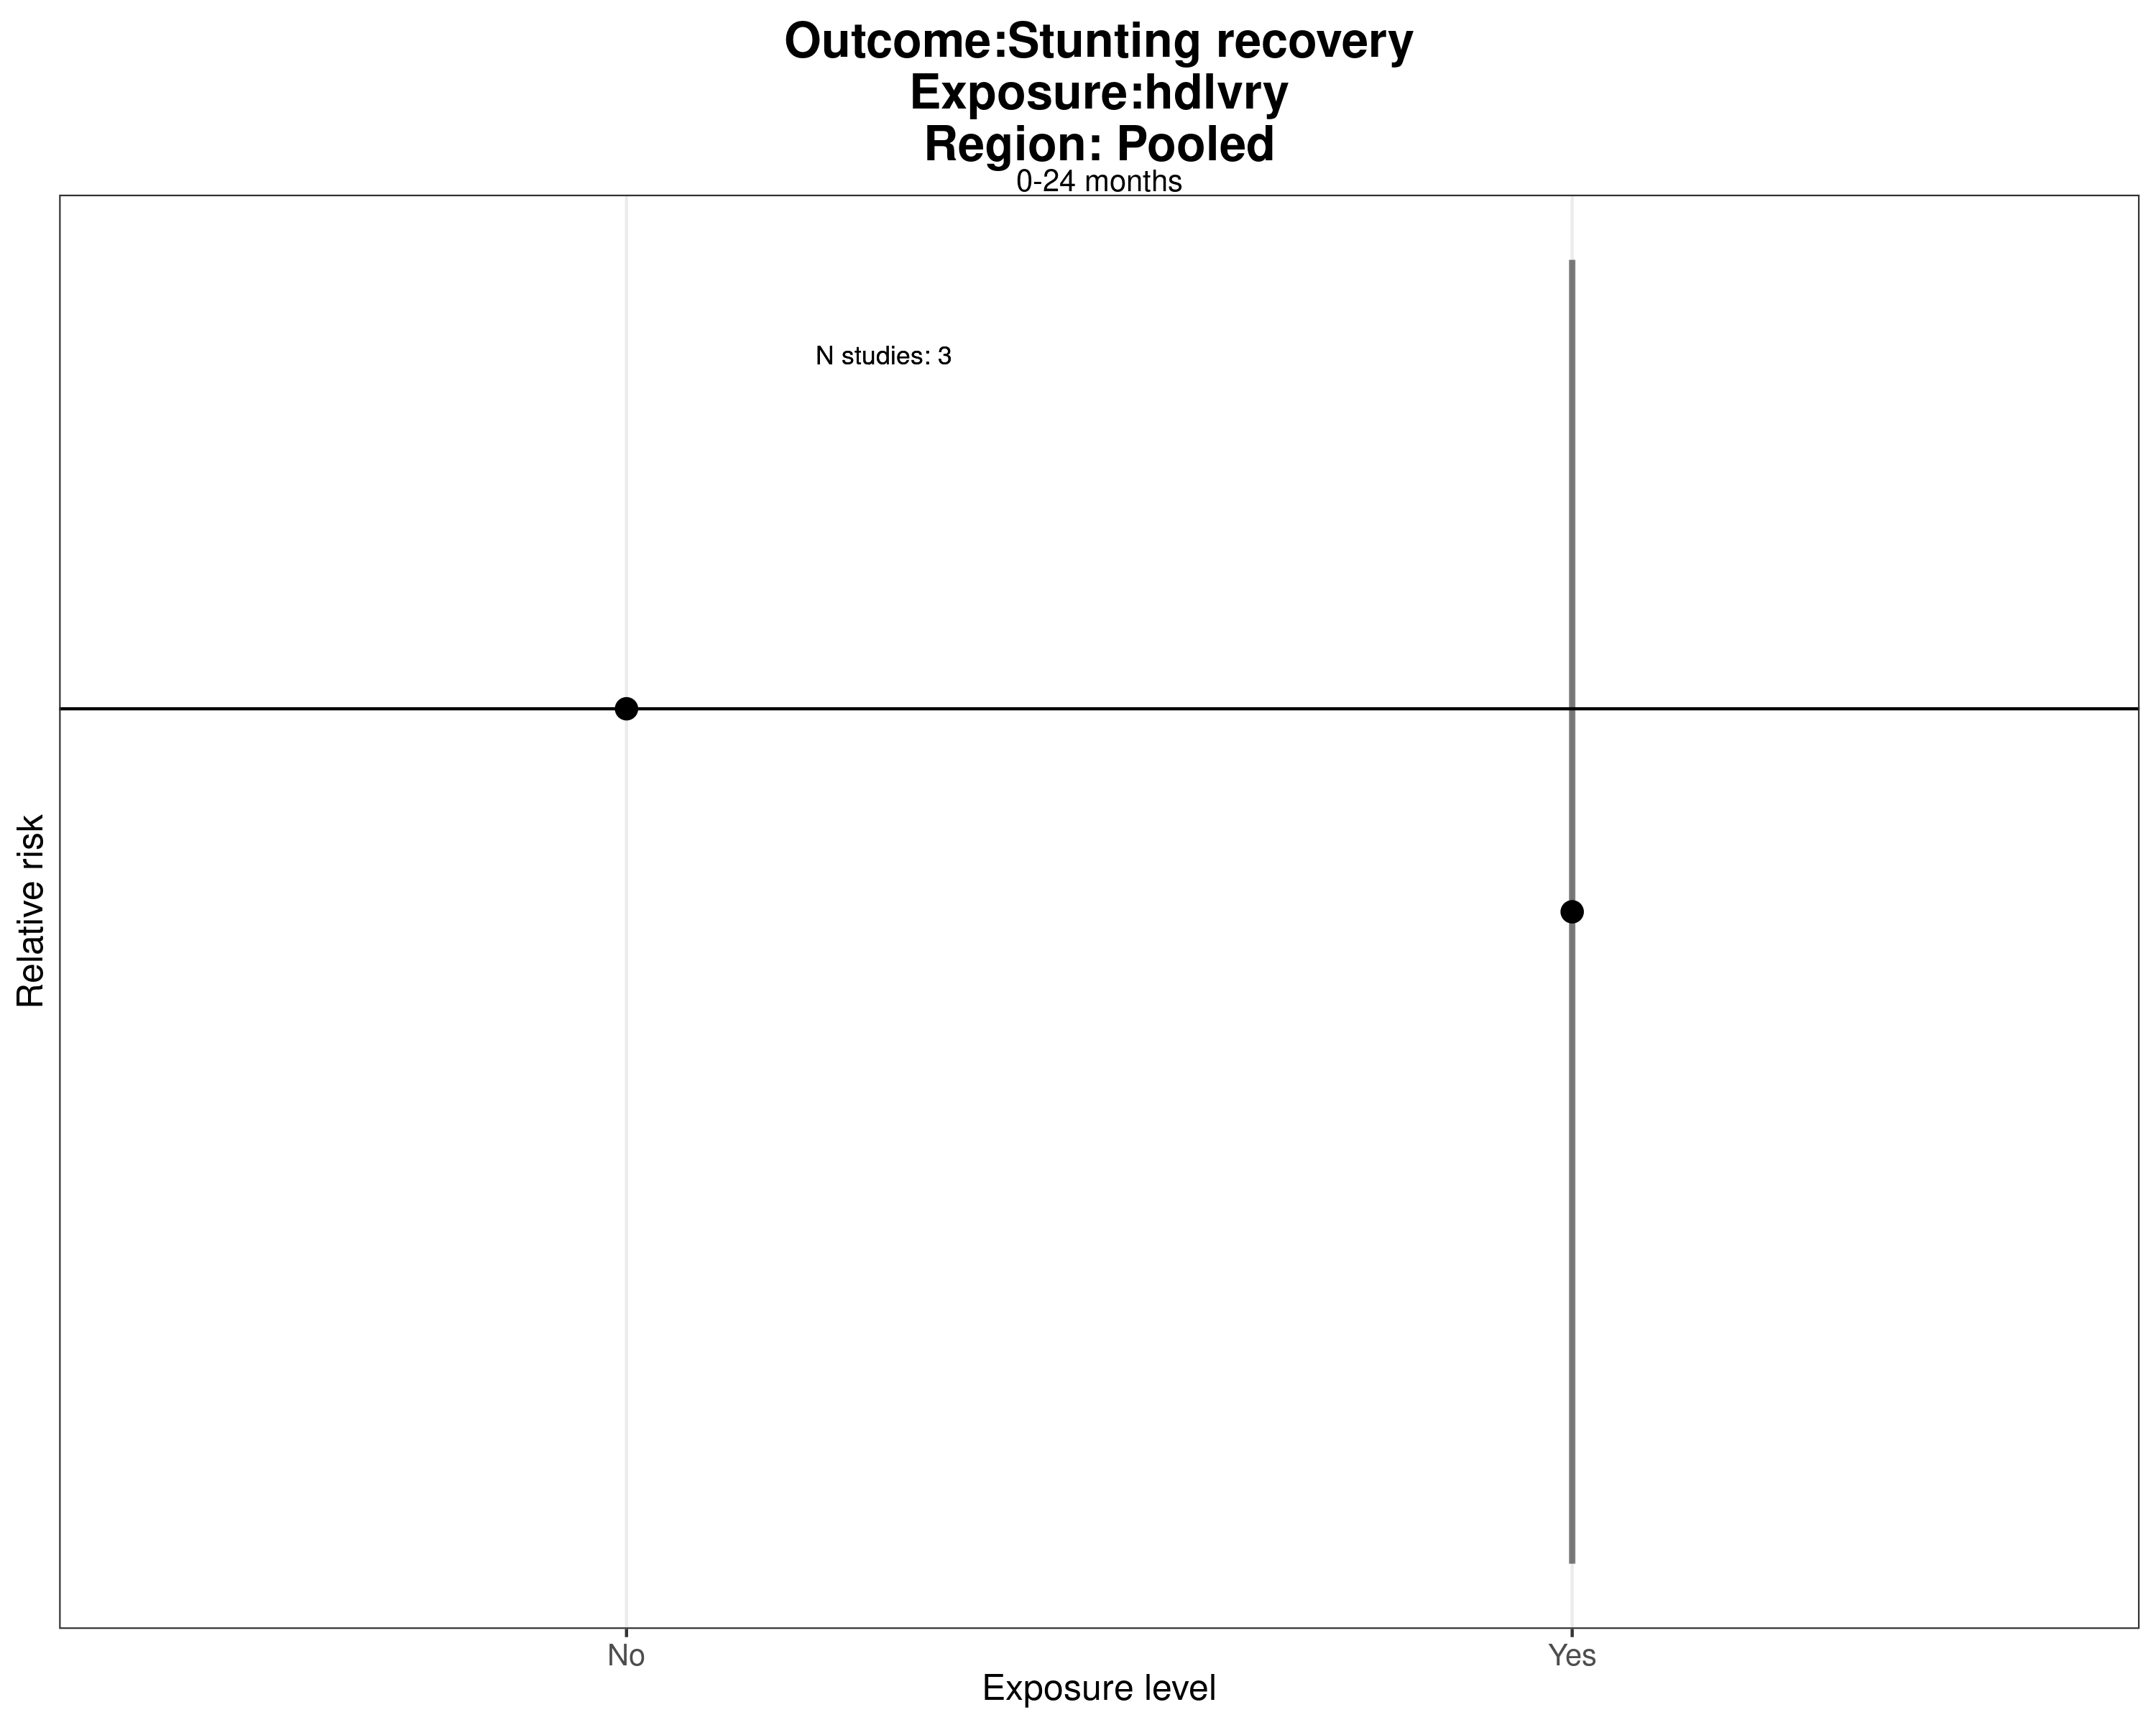 Outcome:Stunting recovery
Exposure:hdlvry
Region: Pooled
0-24 months
N studies: 3
Relative risk
No
Yes
Exposure level